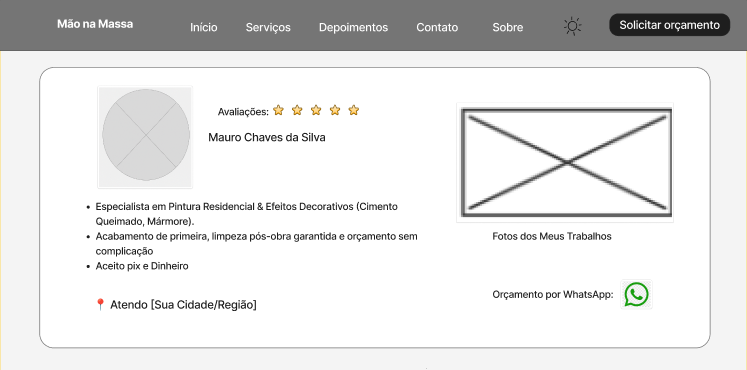 Mão na Massa
Início
Serviços
Depoimentos
Contato
Sobre
Solicitar orçamento
Avaliações:
Mauro Chaves da Silva
• Especialista em Pintura Residencial & Efeitos Decorativos (Cimento
Queimado, Mármore).
• Acabamento de primeira, limpeza pós-obra garantida e orçamento sem
complicação
• Aceito pix e Dinheiro
Atendo [Sua Cidade/Região]
Fotos dos Meus Trabalhos
Orçamento por WhatsApp: